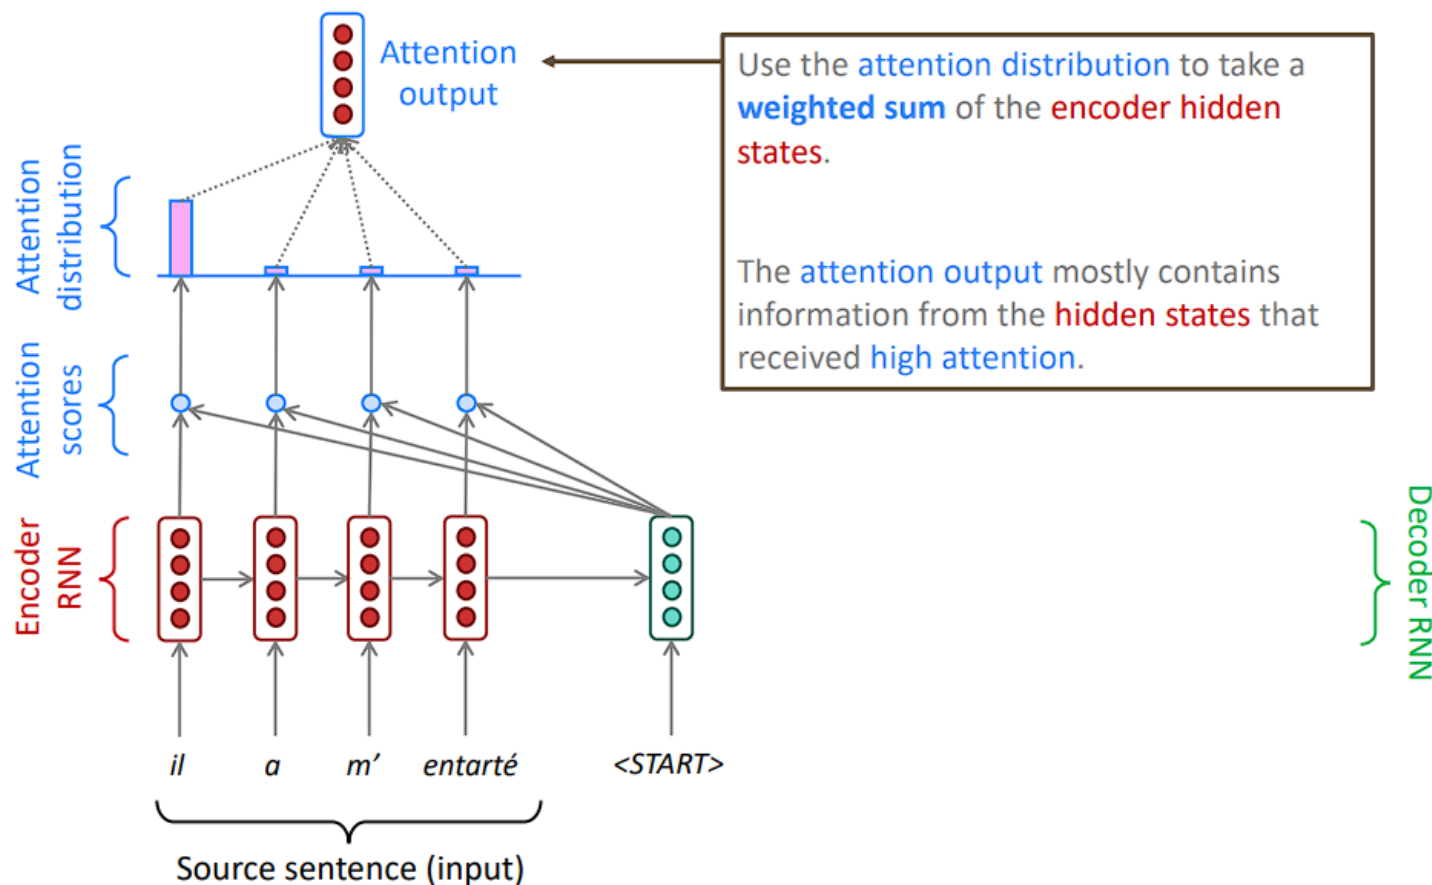 Attention
output
Use the attention distribution to take a
weighted sum of the encoder hidden
states.
The attention output mostly contains
information from the hidden states that
received high attention.
Attention
distribution
Attention
scores
Encoder
RNN
Decoder RNN
il a m’ entarté <START>
Source sentence (input)